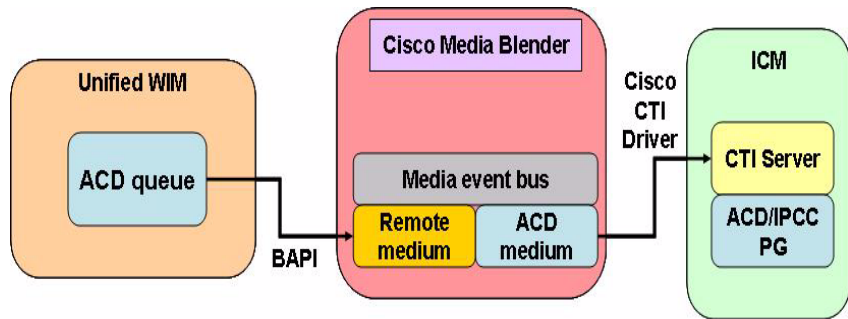 Unified WIM
ACD queue
BAPI
Cisco Media Blender
Media event bus
Remote
medium
ACD
medium
Cisco
CTI
Driver
ICM
CTI Server
ACD/IPCC
PG